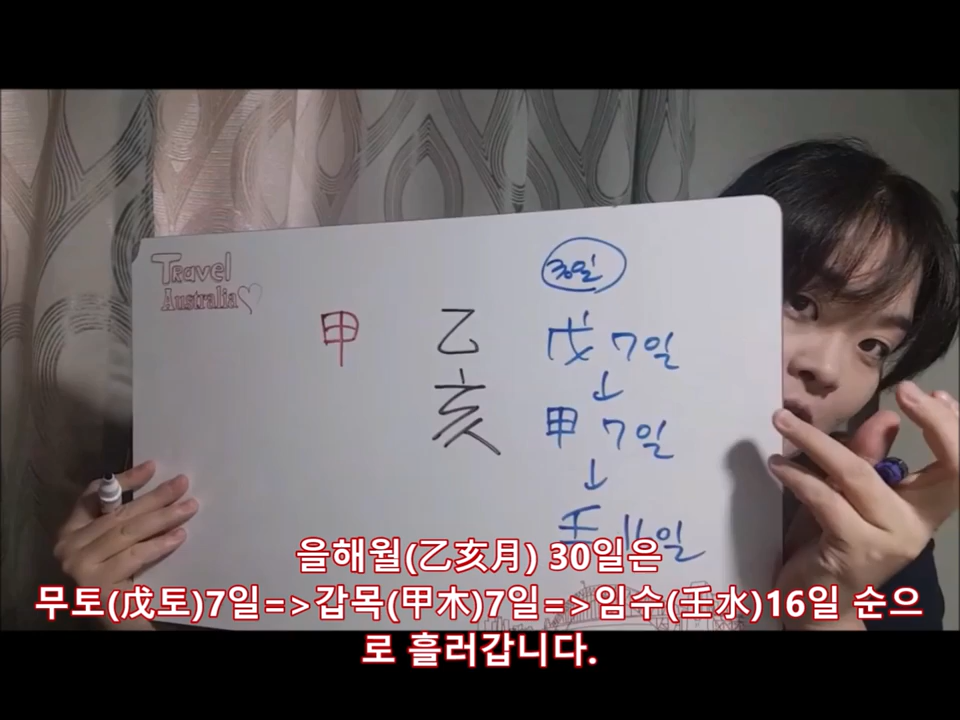 Travel
Australia
30일
甲 乙 戊 7일
亥 ↓
甲 7일
↓
壬 일
을해월(乙亥月) 30일은
무토(戊토)7일=>갑목(甲木)7일=>임수(壬水)16일 순으
로 흘러갑니다.